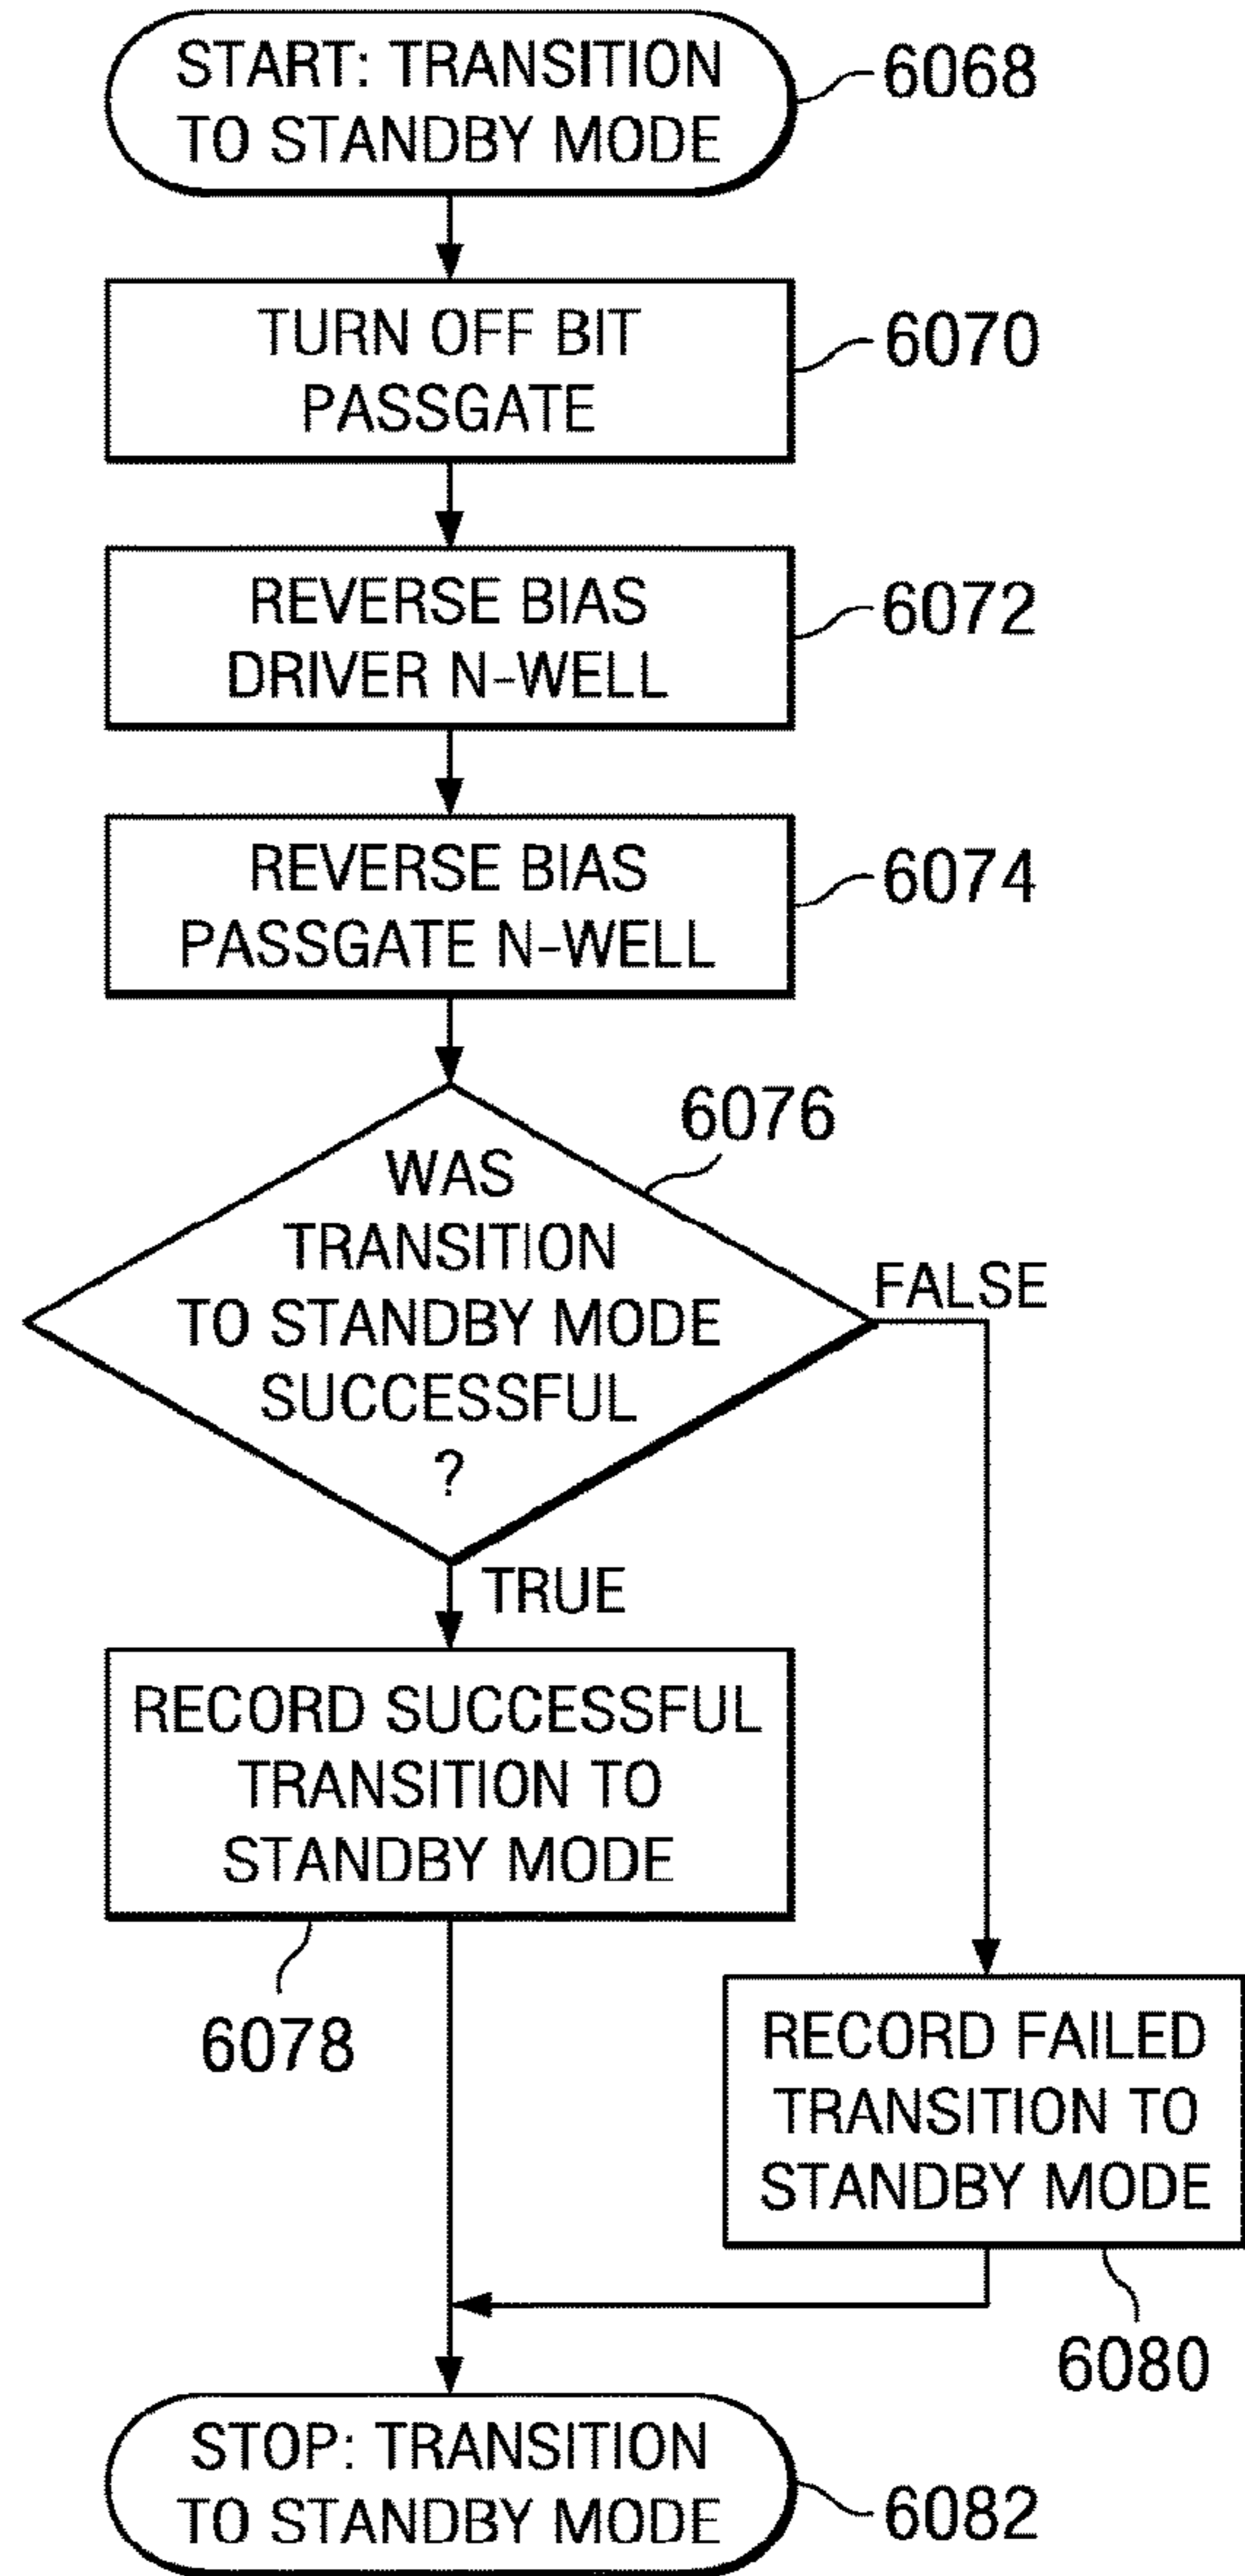 START: TRANSITION
TO STANDBY MODE
6068
TURN OFF BIT
PASSGATE
6070
REVERSE BIAS
DRIVER N-WELL
6072
REVERSE BIAS
PASSGATE N-WELL
6074
6076
WAS
TRANSITION
TO STANDBY MODE
SUCCESSFUL
?
FALSE
TRUE
RECORD SUCCESSFUL
TRANSITION TO
STANDBY MODE
6078
RECORD FAILED
TRANSITION TO
STANDBY MODE
6080
STOP: TRANSITION
TO STANDBY MODE
6082